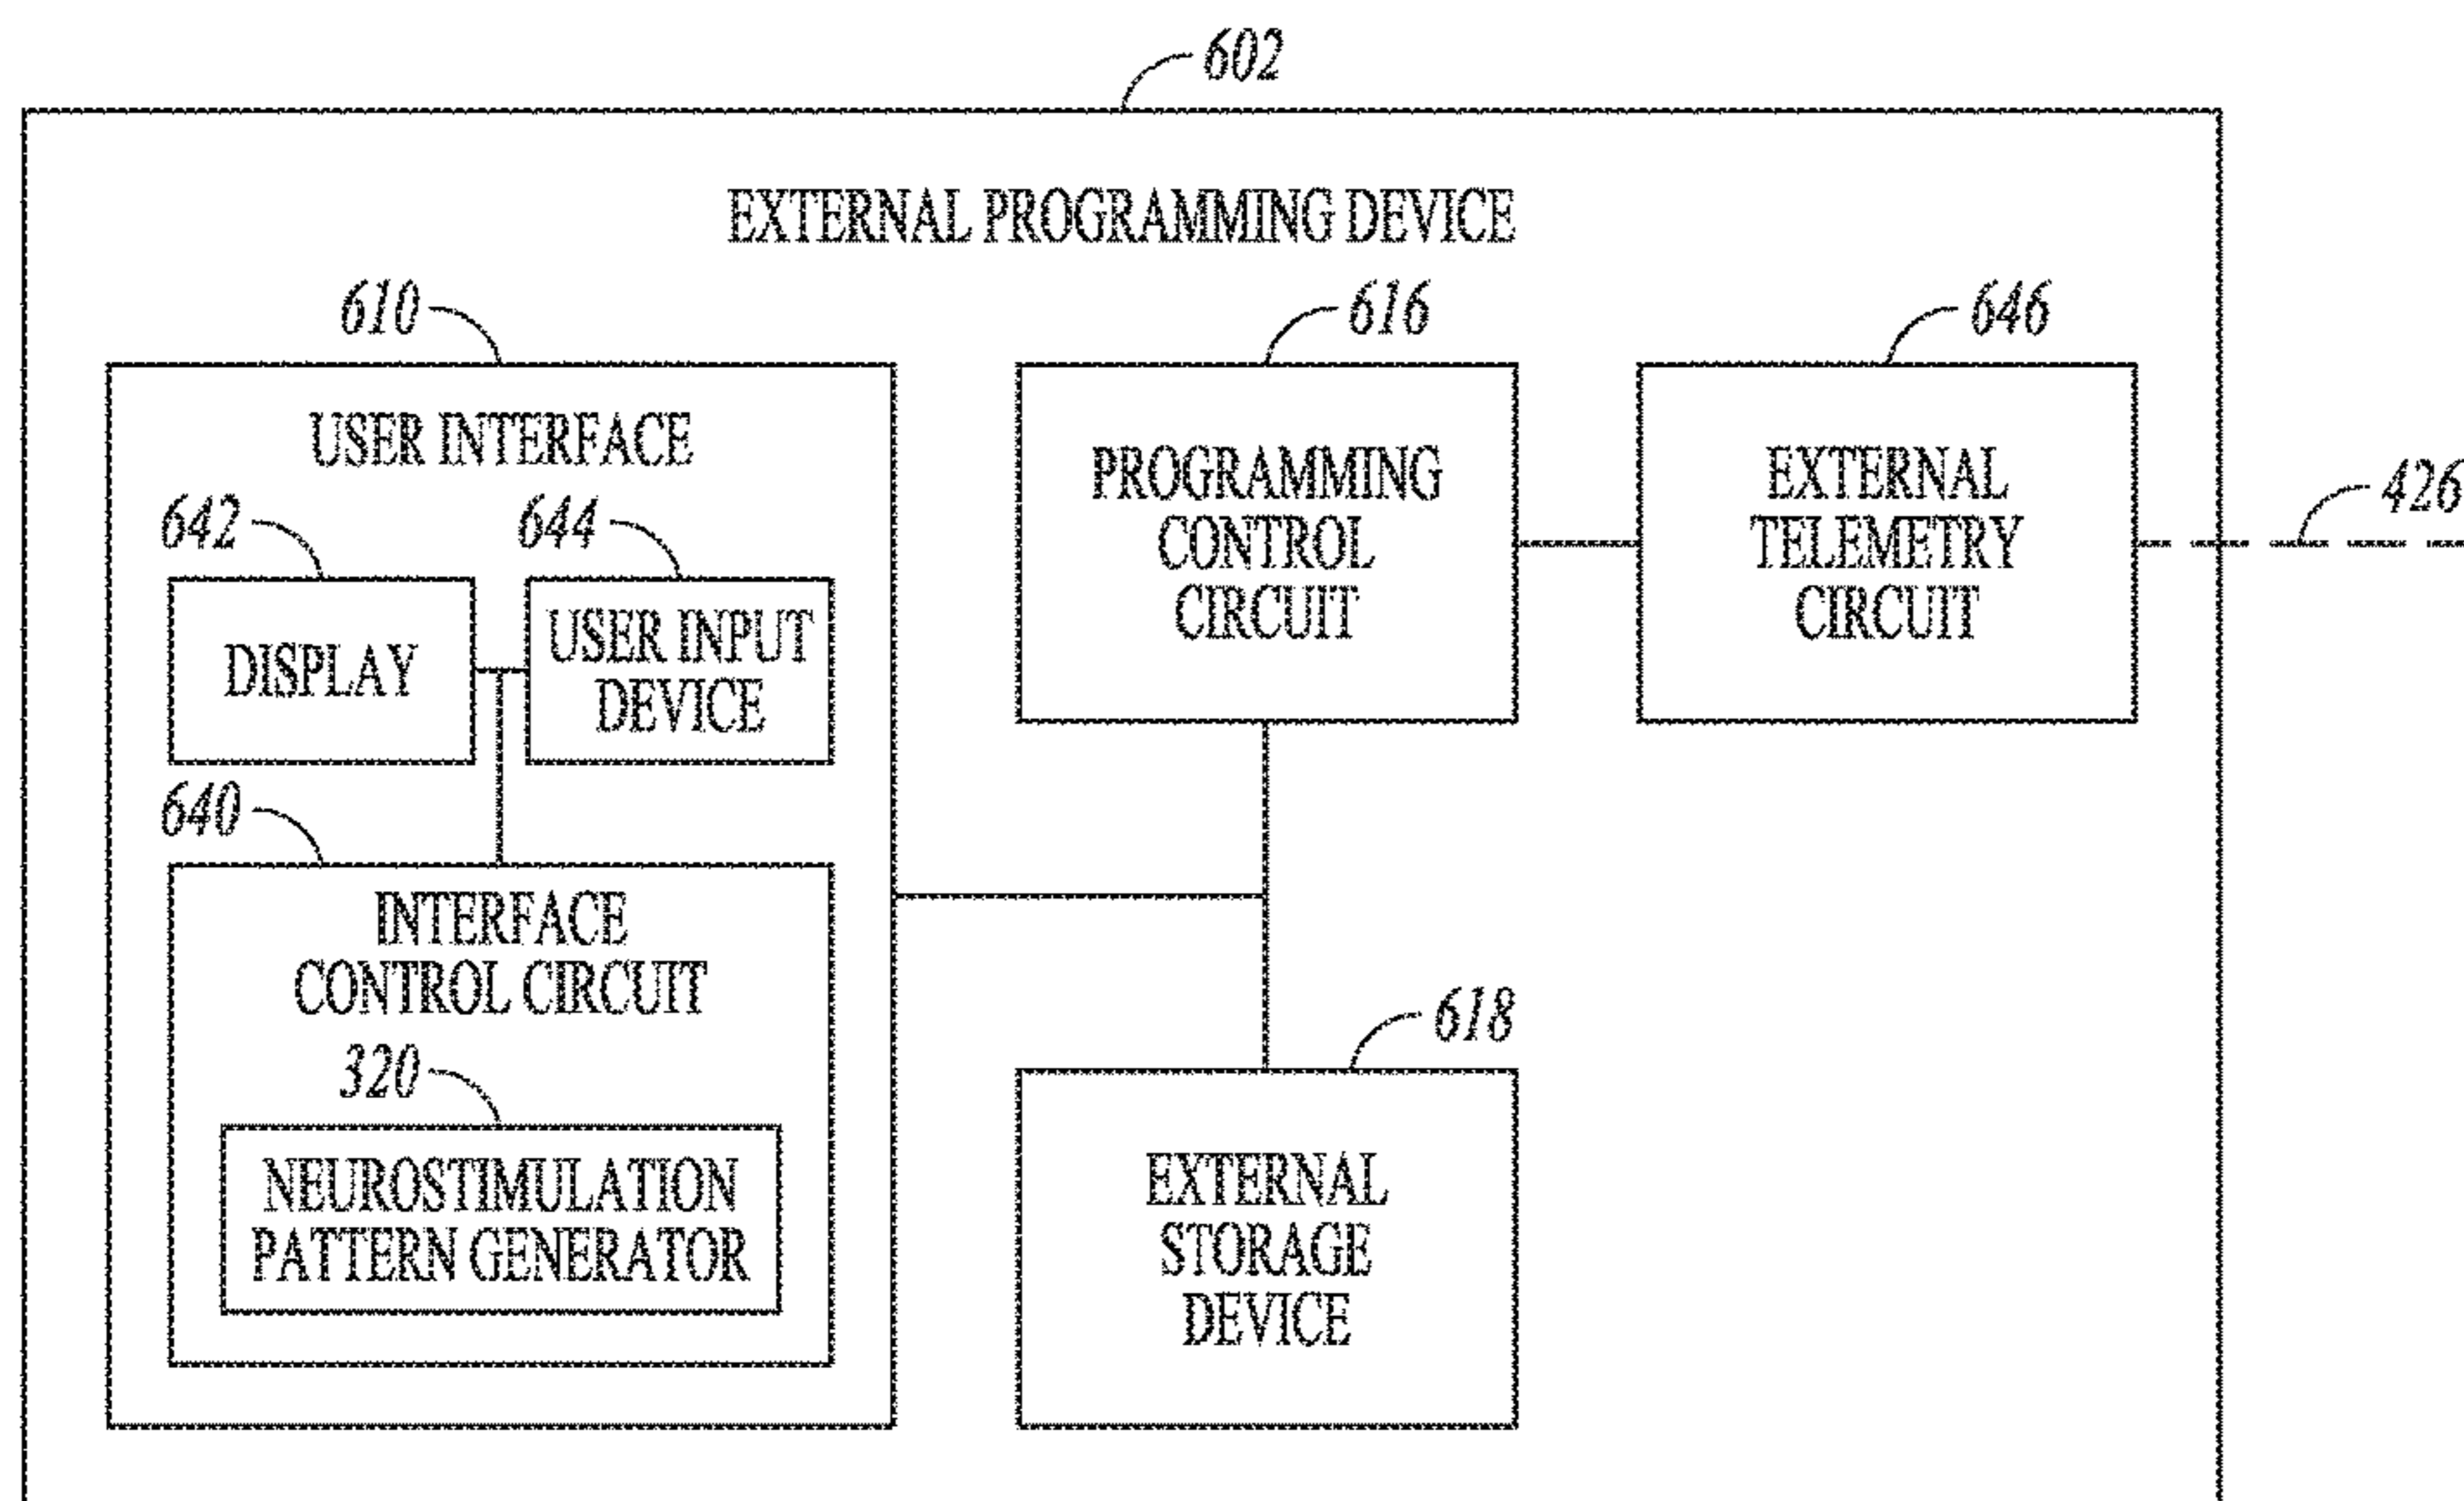 602
EXTERNAL PROGRAMMING DEVICE
610
616
646
USER INTERFACE
642
644
DISPLAY
USER INPUT
DEVICE
640
INTERFACE
CONTROL CIRCUIT
320
NEUROSTIMULATION
PATTERN GENERATOR
PROGRAMMING
CONTROL
CIRCUIT
EXTERNAL
TELEMETRY
CIRCUIT
426
618
EXTERNAL
STORAGE
DEVICE